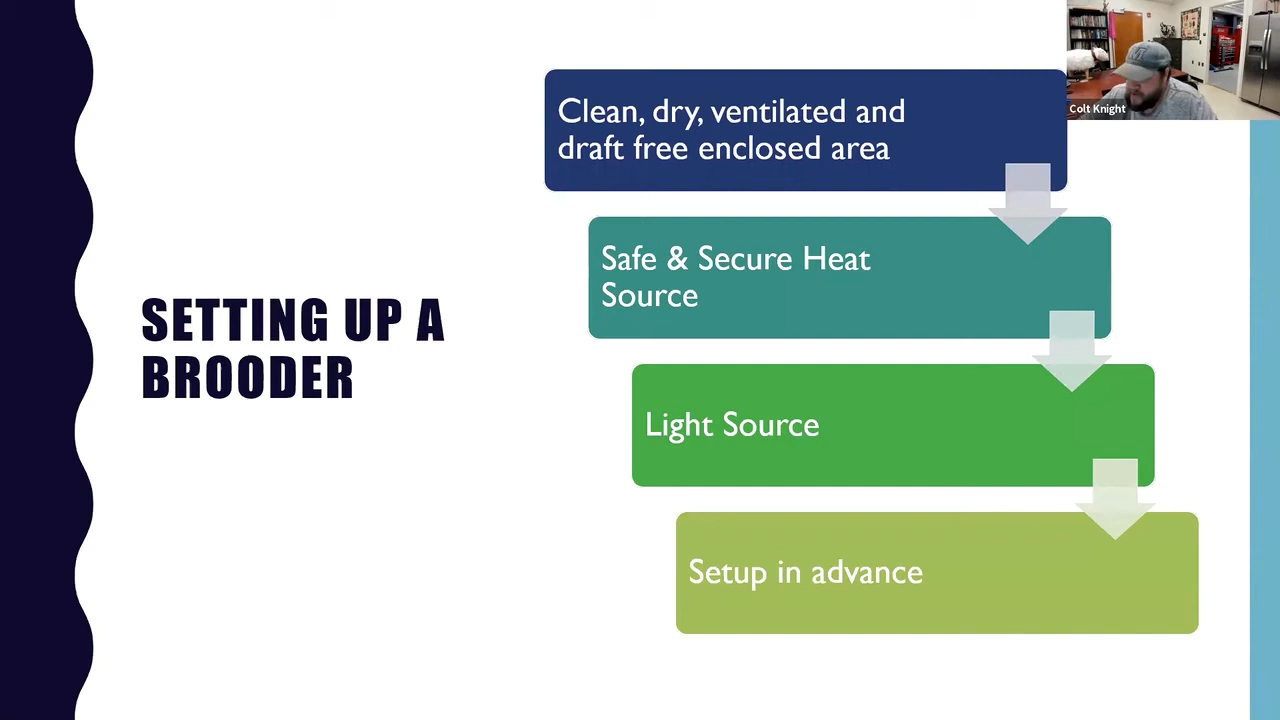 SETTING UP A
BROODER
Clean, dry, ventilated and
draft free enclosed area
Safe & Secure Heat
Source
Light Source
Setup in advance
Colt Knight